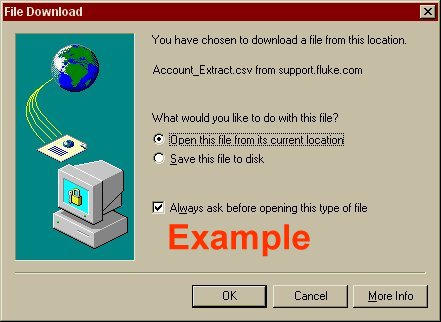 File Download
You have chosen to download a file from this location.
Account_Extract.csv from support.fluke.com
What would you like to do with this file?
Open this file from its current location
Save this file to disk
Always ask before opening this type of file
Example
OK
Cancel
More Info